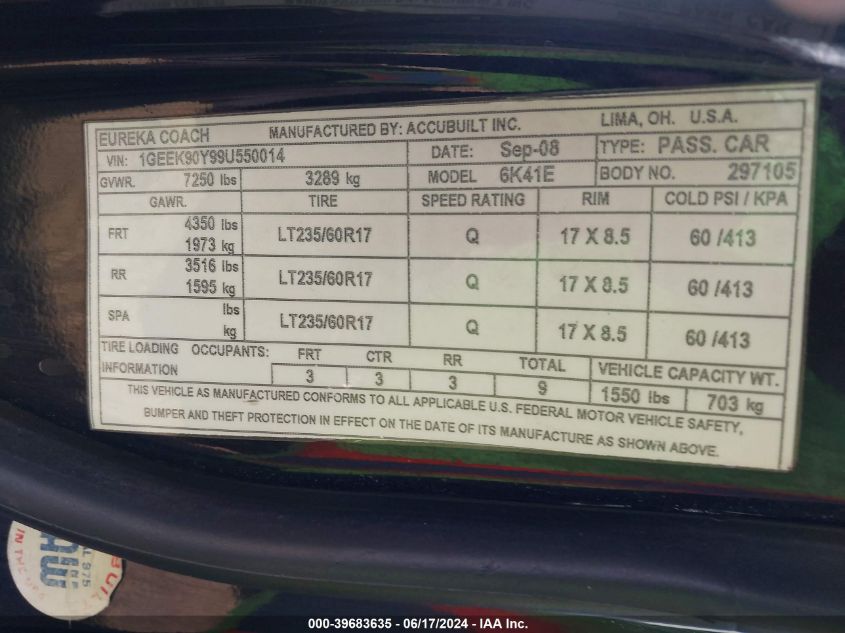 EUREKA COACH MANUFACTURED BY: ACCUBUILT INC. LIMA, OH. U.S.A.
VIN: 1GEEK90Y99U550014 DATE: Sep-08 TYPE: PASS. CAR
GVWR. 7250 lbs 3289 kg MODEL 6K41E BODY NO. 297105
GAWR. TIRE SPEED RATING RIM COLD PSI / KPA
FRT 4350 lbs 1973 kg LT235/60R17 Q 17 X 8.5 60 /413
RR 3516 lbs 1595 kg LT235/60R17 Q 17 X 8.5 60 /413
SPA lbs kg LT235/60R17 Q 17 X 8.5 60 /413
TIRE LOADING OCCUPANTS: FRT CTR RR TOTAL VEHICLE CAPACITY WT.
INFORMATION 3 3 3 9 1550 lbs 703 kg
THIS VEHICLE AS MANUFACTURED CONFORMS TO ALL APPLICABLE U.S. FEDERAL MOTOR VEHICLE SAFETY,
BUMPER AND THEFT PROTECTION IN EFFECT ON THE DATE OF ITS MANUFACTURE AS SHOWN ABOVE.
000-39683635 - 06/17/2024 - IAA Inc.